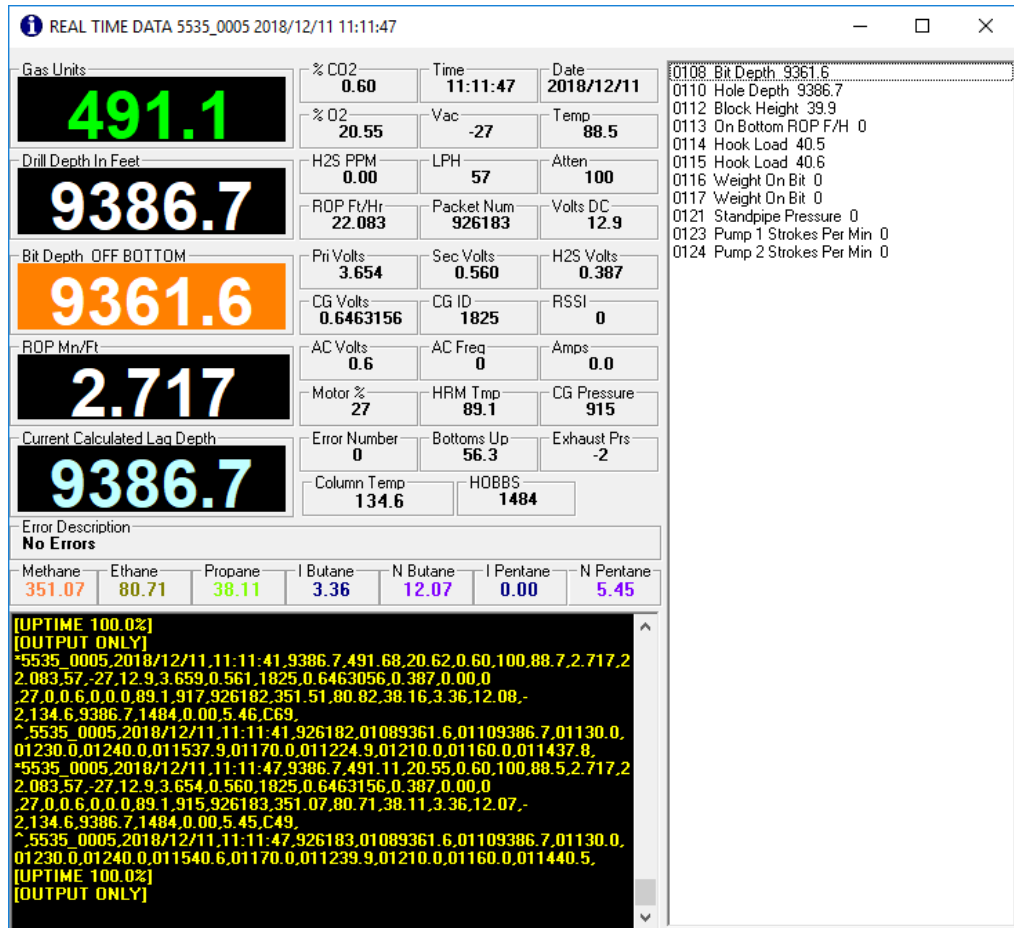 REAL TIME DATA 5535_0005 2018/12/11 11:11:47
Gas Units
491.1
% CO2
0.60
Time
11:11:47
Date
2018/12/11
% O2
20.55
Vac
-27
Temp
88.5
Drill Depth In Feet
9386.7
H2S PPM
0.00
LPH
57
Atten
100
ROP Ft/Hr
22.083
Packet Num
926183
Volts DC
12.9
Bit Depth OFF BOTTOM
9361.6
Pri Volts
3.654
Sec Volts
0.560
H2S Volts
0.387
CG Volts
0.6463156
CG ID
1825
RSSI
0
ROP Mn/Ft
2.717
AC Volts
0.6
AC Freq
0
Amps
0.0
Motor %
27
HRM Tmp
89.1
CG Pressure
915
Current Calculated Lag Depth
9386.7
Error Number
0
Bottoms Up
56.3
Exhaust Prs
-2
Column Temp
134.6
HOBBS
1484
Error Description
No Errors
Methane
351.07
Ethane
80.71
Propane
38.11
I Butane
3.36
N Butane
12.07
I Pentane
0.00
N Pentane
5.45
[UPTIME 100.0%]
[OUTPUT ONLY]
*5535_0005,2018/12/11,11:11:41,9386.7,491.68,20.62,0.60,100,88.7,2.717,2
2.083,57,-27,12.9,3.659,0.561,1825,0.6463056,0.387,0.00,0
,27,0,0.6,0,0.0,89.1,917,926182,351.51,80.82,38.16,3.36,12.08,-
2,134.6,9386.7,1484,0.00,5.46,C69,
^,5535_0005,2018/12/11,11:11:41,926182,01089361.6,01109386.7,01130.0,
01230.0,01240.0,011537.9,01170.0,011224.9,01210.0,01160.0,011437.8,
*5535_0005,2018/12/11,11:11:47,9386.7,491.11,20.55,0.60,100,88.5,2.717,2
2.083,57,-27,12.9,3.654,0.560,1825,0.6463156,0.387,0.00,0
,27,0,0.6,0,0.0,89.1,915,926183,351.07,80.71,38.11,3.36,12.07,-
2,134.6,9386.7,1484,0.00,5.45,C49,
^,5535_0005,2018/12/11,11:11:47,926183,01089361.6,01109386.7,01130.0,
01230.0,01240.0,011540.6,01170.0,011239.9,01210.0,01160.0,011440.5,
[UPTIME 100.0%]
[OUTPUT ONLY]
0108 Bit Depth 9361.6
0110 Hole Depth 9386.7
0112 Block Height 39.9
0113 On Bottom ROP F/H 0
0114 Hook Load 40.5
0115 Hook Load 40.6
0116 Weight On Bit 0
0117 Weight On Bit 0
0121 Standpipe Pressure 0
0123 Pump 1 Strokes Per Min 0
0124 Pump 2 Strokes Per Min 0